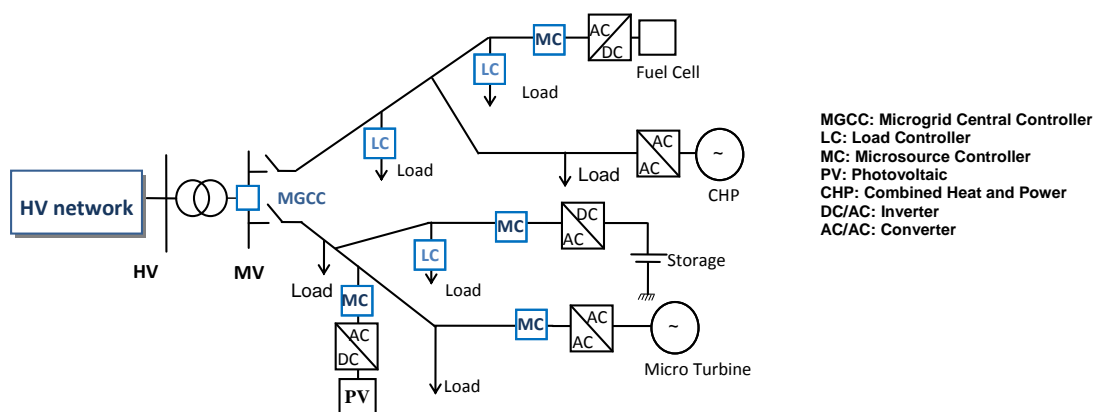 MC
AC
DC
Fuel Cell
LC
Load
LC
Load
AC
AC
~
CHP
Load
HV network
MGCC
HV
MV
MC
DC
AC
Storage
LC
Load
Load
MC
AC
DC
PV
Load
MC
AC
AC
~
Micro Turbine
MGCC: Microgrid Central Controller
LC: Load Controller
MC: Microsource Controller
PV: Photovoltaic
CHP: Combined Heat and Power
DC/AC: Inverter
AC/AC: Converter